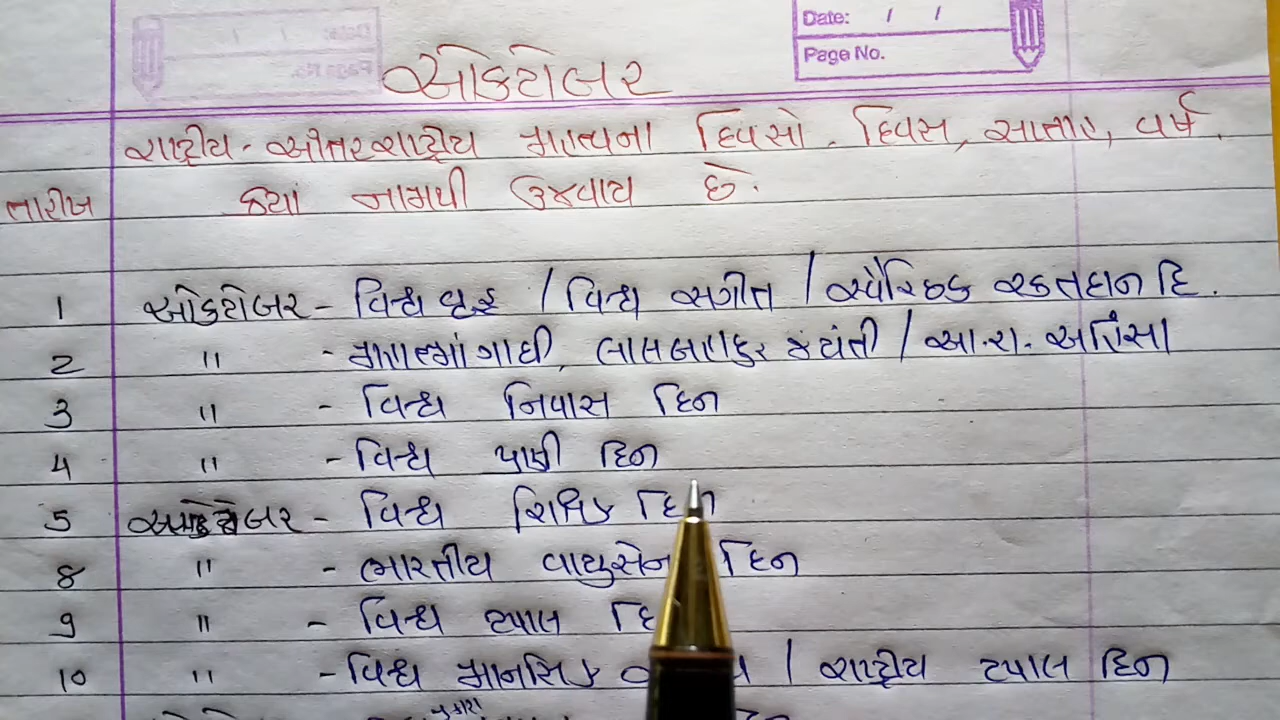 Date: / /
Page No.
ઓક્ટોબર
રાષ્ટ્રીય - આંતરરાષ્ટ્રીય મહત્વના દિવસો. દિવસ, સપ્તાહ, વર્ષ.
તારીખ ક્યાં નામથી ઉજવાય છે.
1 ઓક્ટોબર - વિશ્વ વૃદ્ધ / વિશ્વ સંગીત / સ્વૈચ્છિક રક્તદાન દિ.
2 " - મહાત્માં ગાંધી, લાલબહાદુર જયંતી / આં.રા. અહિંસા
3 " - વિશ્વ નિવાસ દિન
4 " - વિશ્વ પ્રાણી દિન
5 ઓક્ટોબર - વિશ્વ શિક્ષક દિન
8 " - ભારતીય વાયુસેના દિન
9 " - વિશ્વ ટપાલ દિ
10 " - વિશ્વ માનસિક / રાષ્ટ્રીય ટપાલ દિન